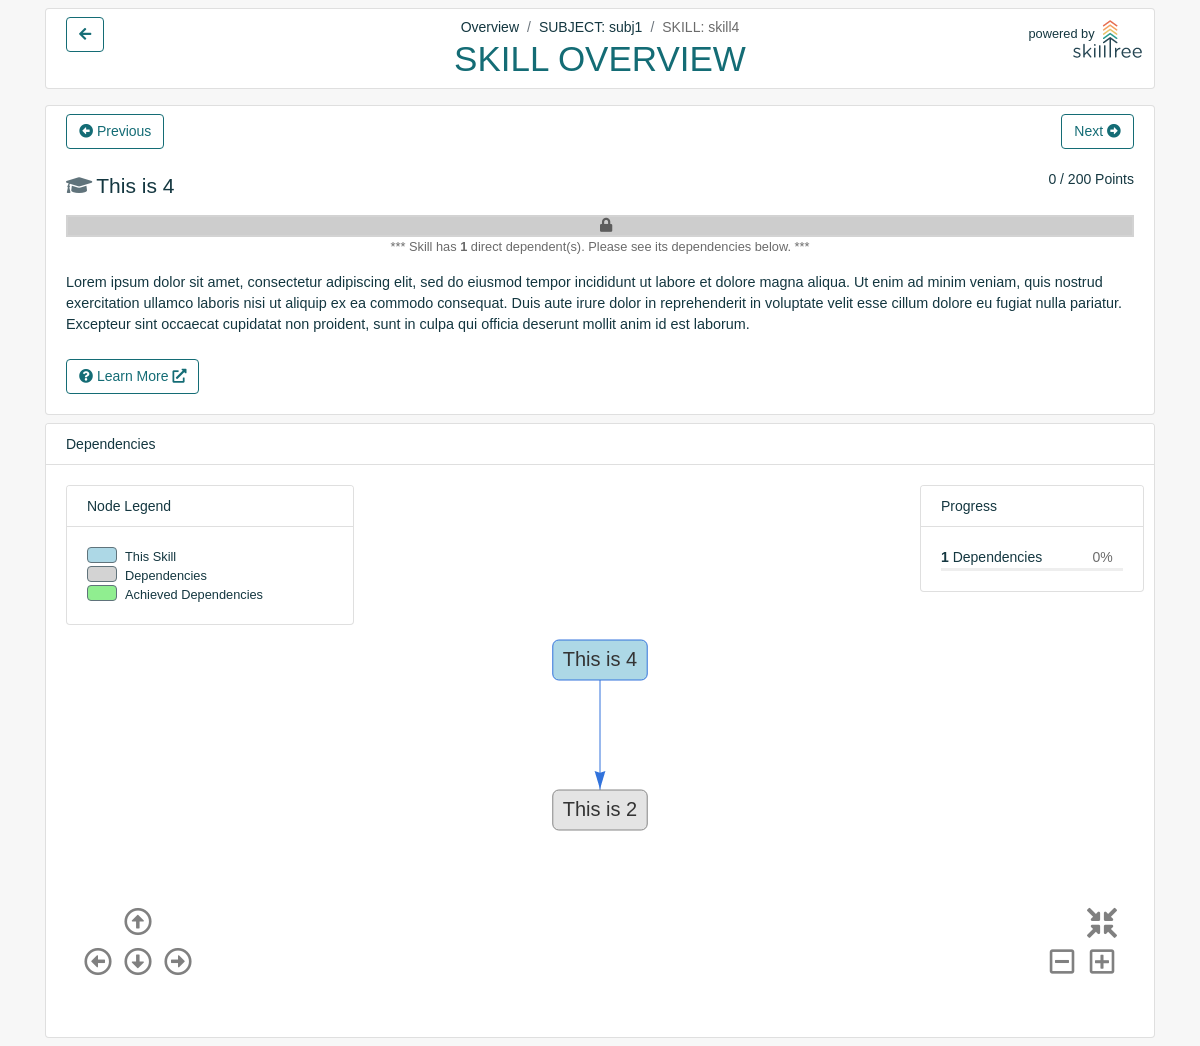 Overview / SUBJECT: subj1 / SKILL: skill4
SKILL OVERVIEW
powered by
skilltree
Previous
Next
This is 4
0 / 200 Points
*** Skill has 1 direct dependent(s). Please see its dependencies below. ***
Lorem ipsum dolor sit amet, consectetur adipiscing elit, sed do eiusmod tempor incididunt ut labore et dolore magna aliqua. Ut enim ad minim veniam, quis nostrud
exercitation ullamco laboris nisi ut aliquip ex ea commodo consequat. Duis aute irure dolor in reprehenderit in voluptate velit esse cillum dolore eu fugiat nulla pariatur.
Excepteur sint occaecat cupidatat non proident, sunt in culpa qui officia deserunt mollit anim id est laborum.
Learn More
Dependencies
Node Legend
This Skill
Dependencies
Achieved Dependencies
Progress
1 Dependencies 0%
This is 4
This is 2